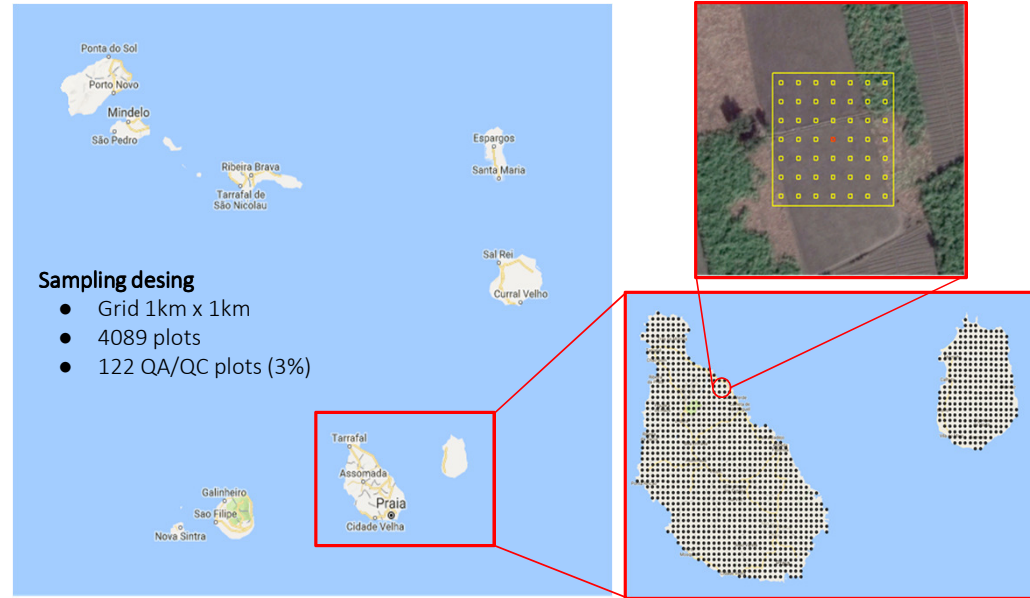 Ponta do Sol
Porto Novo
Mindelo
São Pedro
Ribeira Brava
Tarrafal de
São Nicolau
Espargos
Santa Maria
Sal Rei
Curral Velho
Sampling desing
● Grid 1km x 1km
● 4089 plots
● 122 QA/QC plots (3%)
Tarrafal
Assomada
Praia
Cidade Velha
Galinheiro
Sao Filipe
Nova Sintra